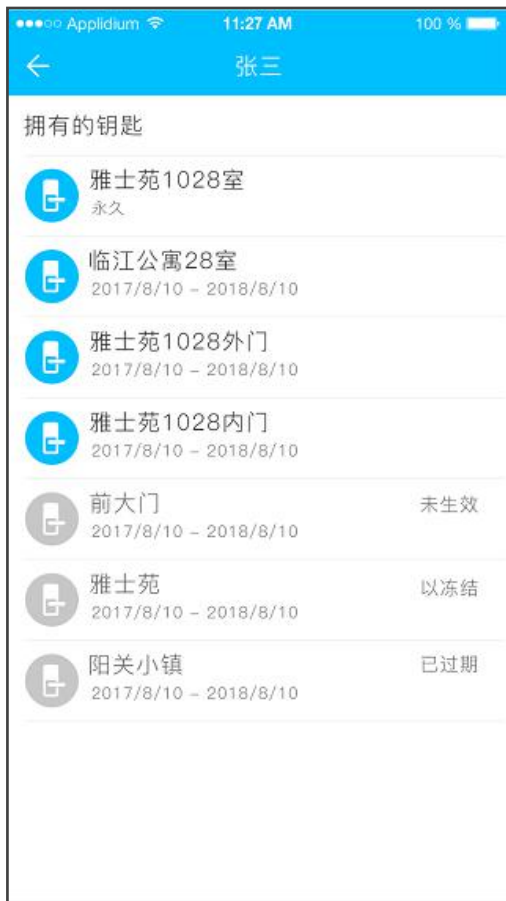 Applidium 11:27 AM 100 %
张三
拥有的钥匙
雅士苑1028室
永久
临江公寓28室
2017/8/10 – 2018/8/10
雅士苑1028外门
2017/8/10 – 2018/8/10
雅士苑1028内门
2017/8/10 – 2018/8/10
前大门 未生效
2017/8/10 – 2018/8/10
雅士苑 以冻结
2017/8/10 – 2018/8/10
阳关小镇 已过期
2017/8/10 – 2018/8/10